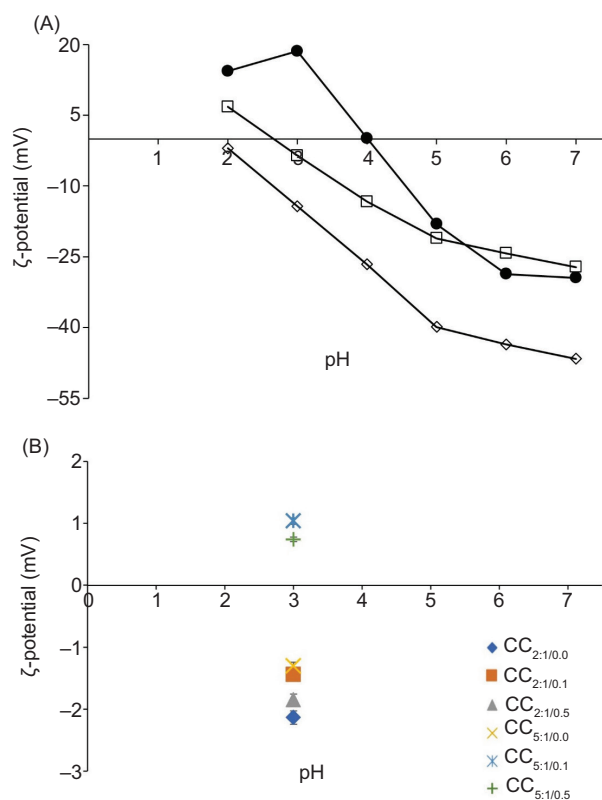 (A)
20
5
1 2 3 4 5 6 7
–10
–25
–40
–55
ζ-potential (mV)
pH
(B)
2
1
0
0 1 2 3 4 5 6 7
–1
–2
–3
ζ-potential (mV)
pH
CC2:1/0.0
CC2:1/0.1
CC2:1/0.5
CC5:1/0.0
CC5:1/0.1
CC5:1/0.5